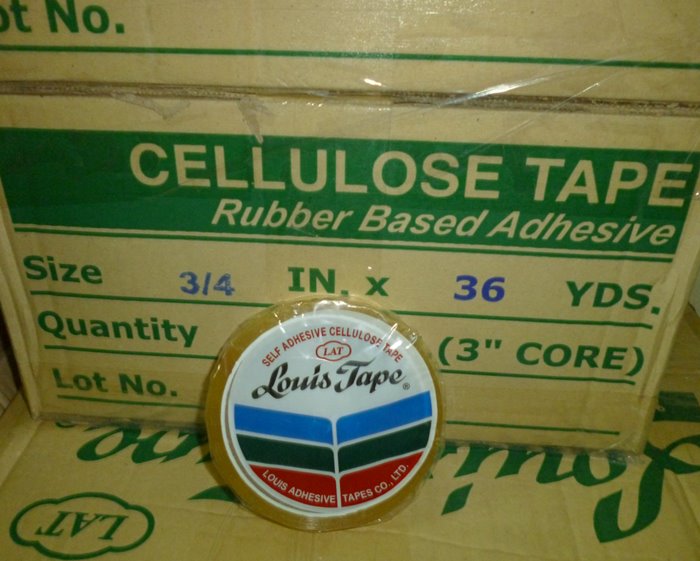 ot No.
CELLULOSE TAPE
Rubber Based Adhesive
Size 3/4 IN. x 36 YDS.
Quantity (3" CORE)
Lot No.
SELF ADHESIVE CELLULOSE TAPE
LAT
Louis Tape®
LOUIS ADHESIVE TAPES CO., LTD.
LAT